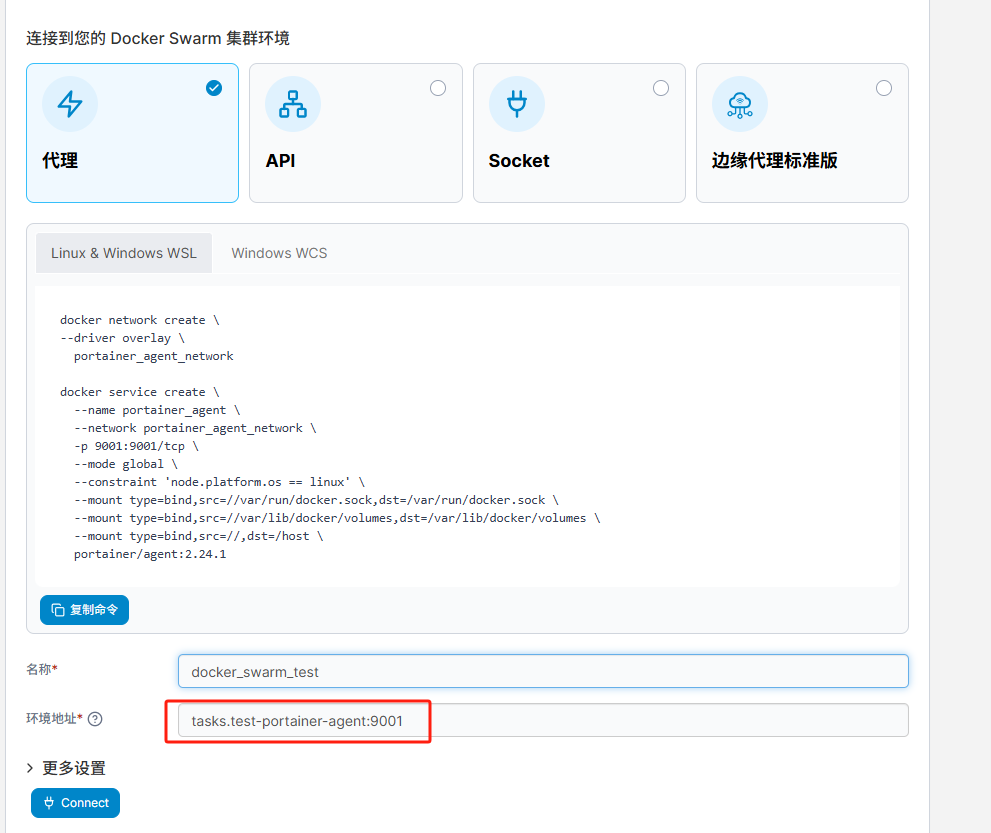 连接到您的 Docker Swarm 集群环境
代理
API
Socket
边缘代理标准版
Linux & Windows WSL
Windows WCS
docker network create \
--driver overlay \
  portainer_agent_network
docker service create \
  --name portainer_agent \
  --network portainer_agent_network \
  -p 9001:9001/tcp \
  --mode global \
  --constraint 'node.platform.os == linux' \
  --mount type=bind,src=//var/run/docker.sock,dst=/var/run/docker.sock \
  --mount type=bind,src=//var/lib/docker/volumes,dst=/var/lib/docker/volumes \
  --mount type=bind,src=//,dst=/host \
  portainer/agent:2.24.1
复制命令
名称*
docker_swarm_test
环境地址*
tasks.test-portainer-agent:9001
更多设置
Connect